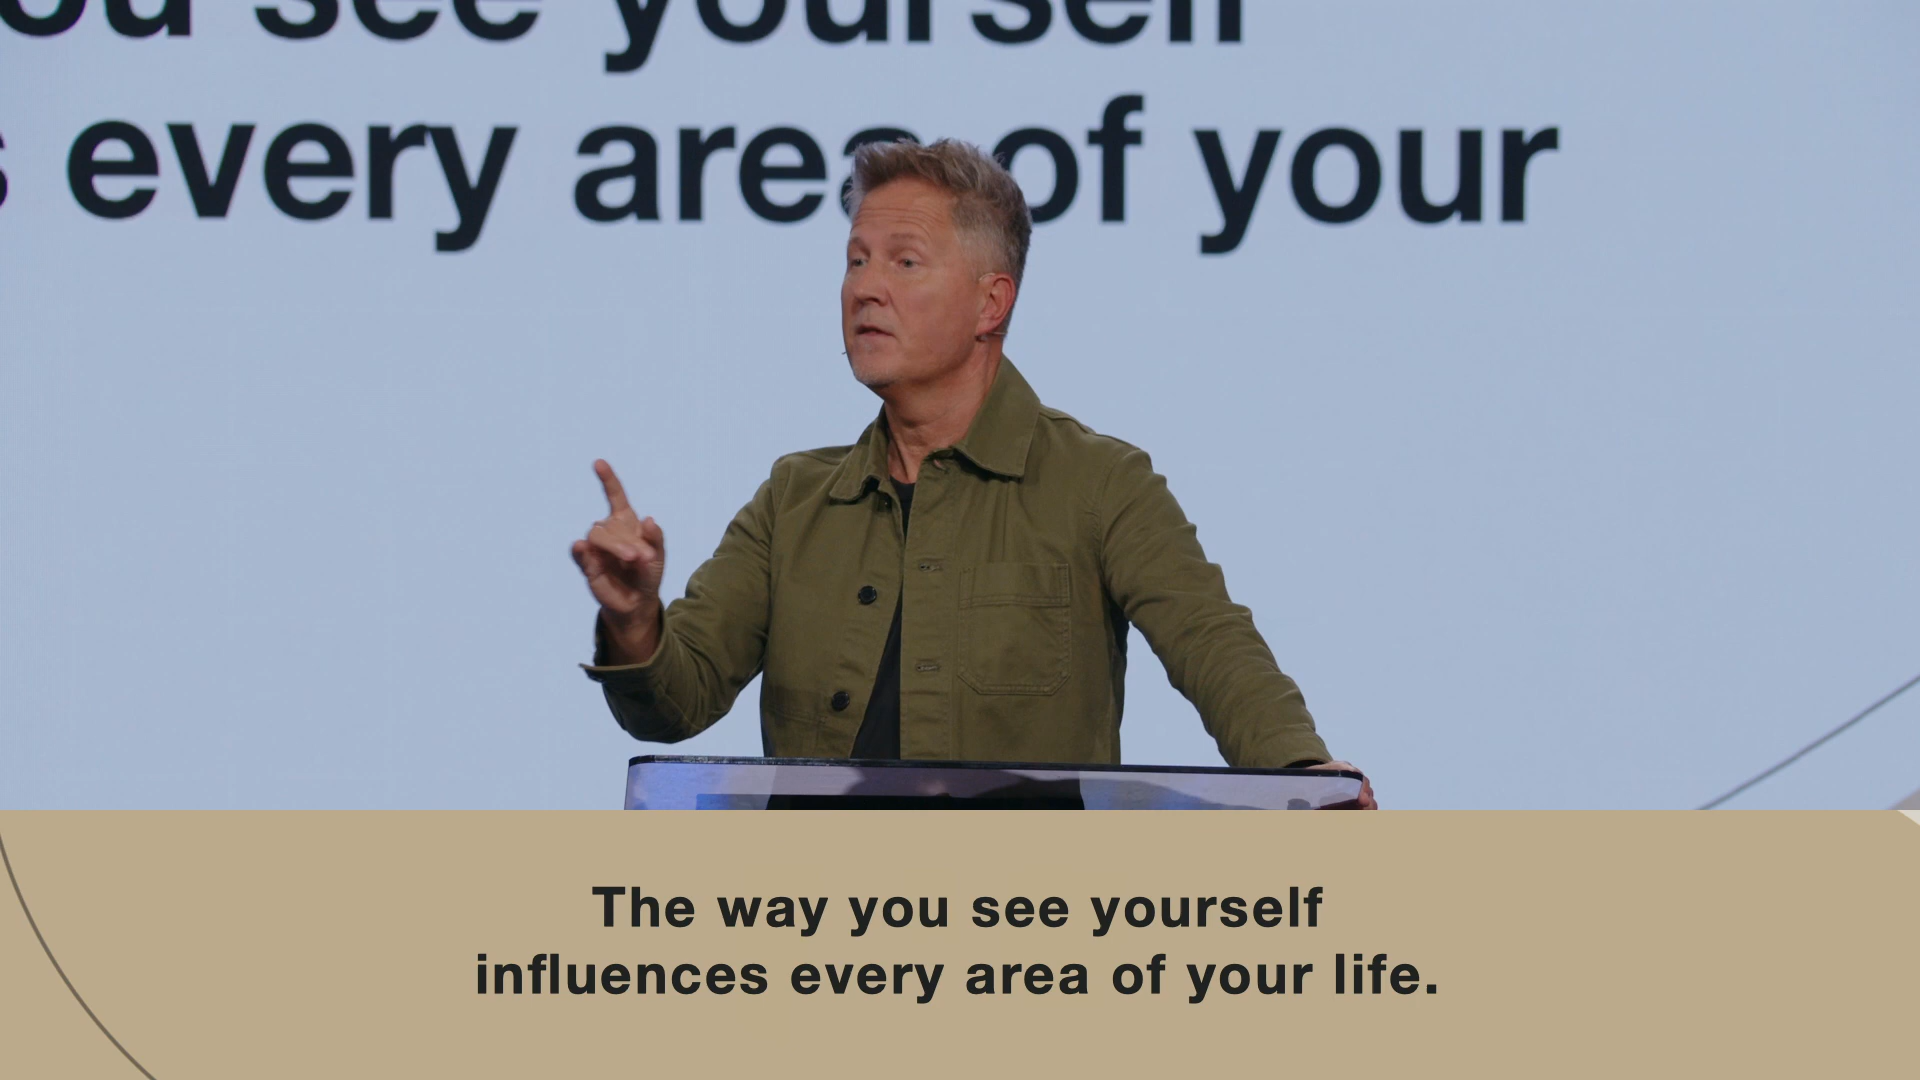 ou see yourself
s every area of your
The way you see yourself
influences every area of your life.